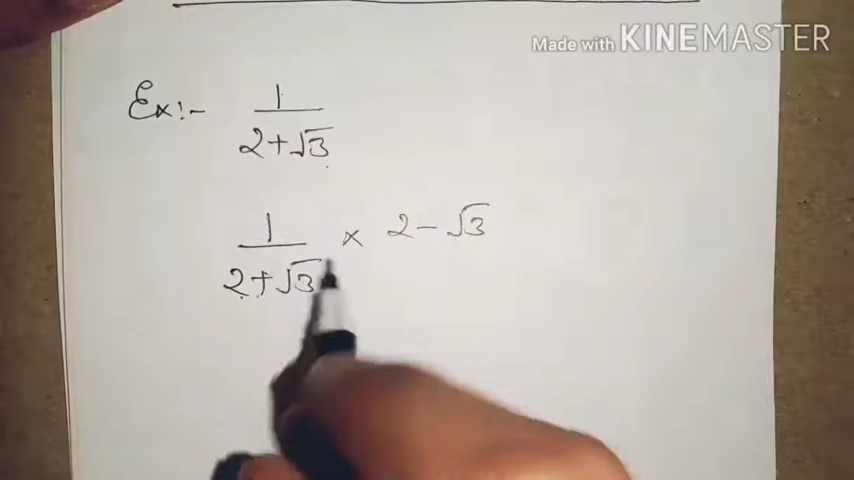 Made with KINEMASTER
Ex:- 1
2+√3
1 × 2-√3
2+√3